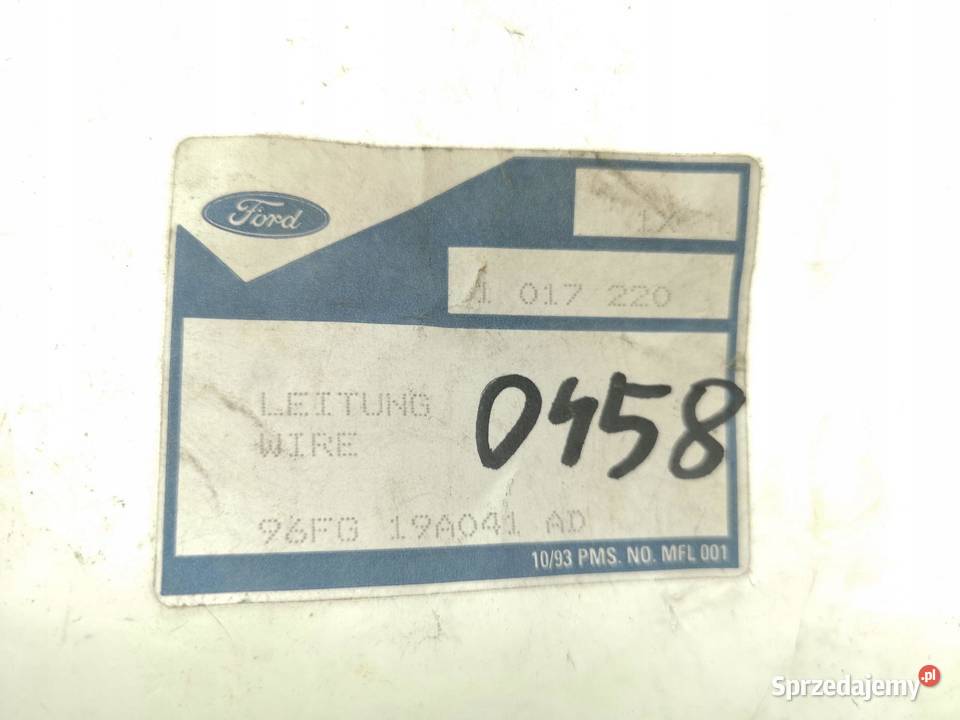 Ford
1X
1 017 220
LEITUNG
WIRE
0458
96FG 19A041 AD
10/93 PMS. NO. MFL 001
Sprzedajemy.pl